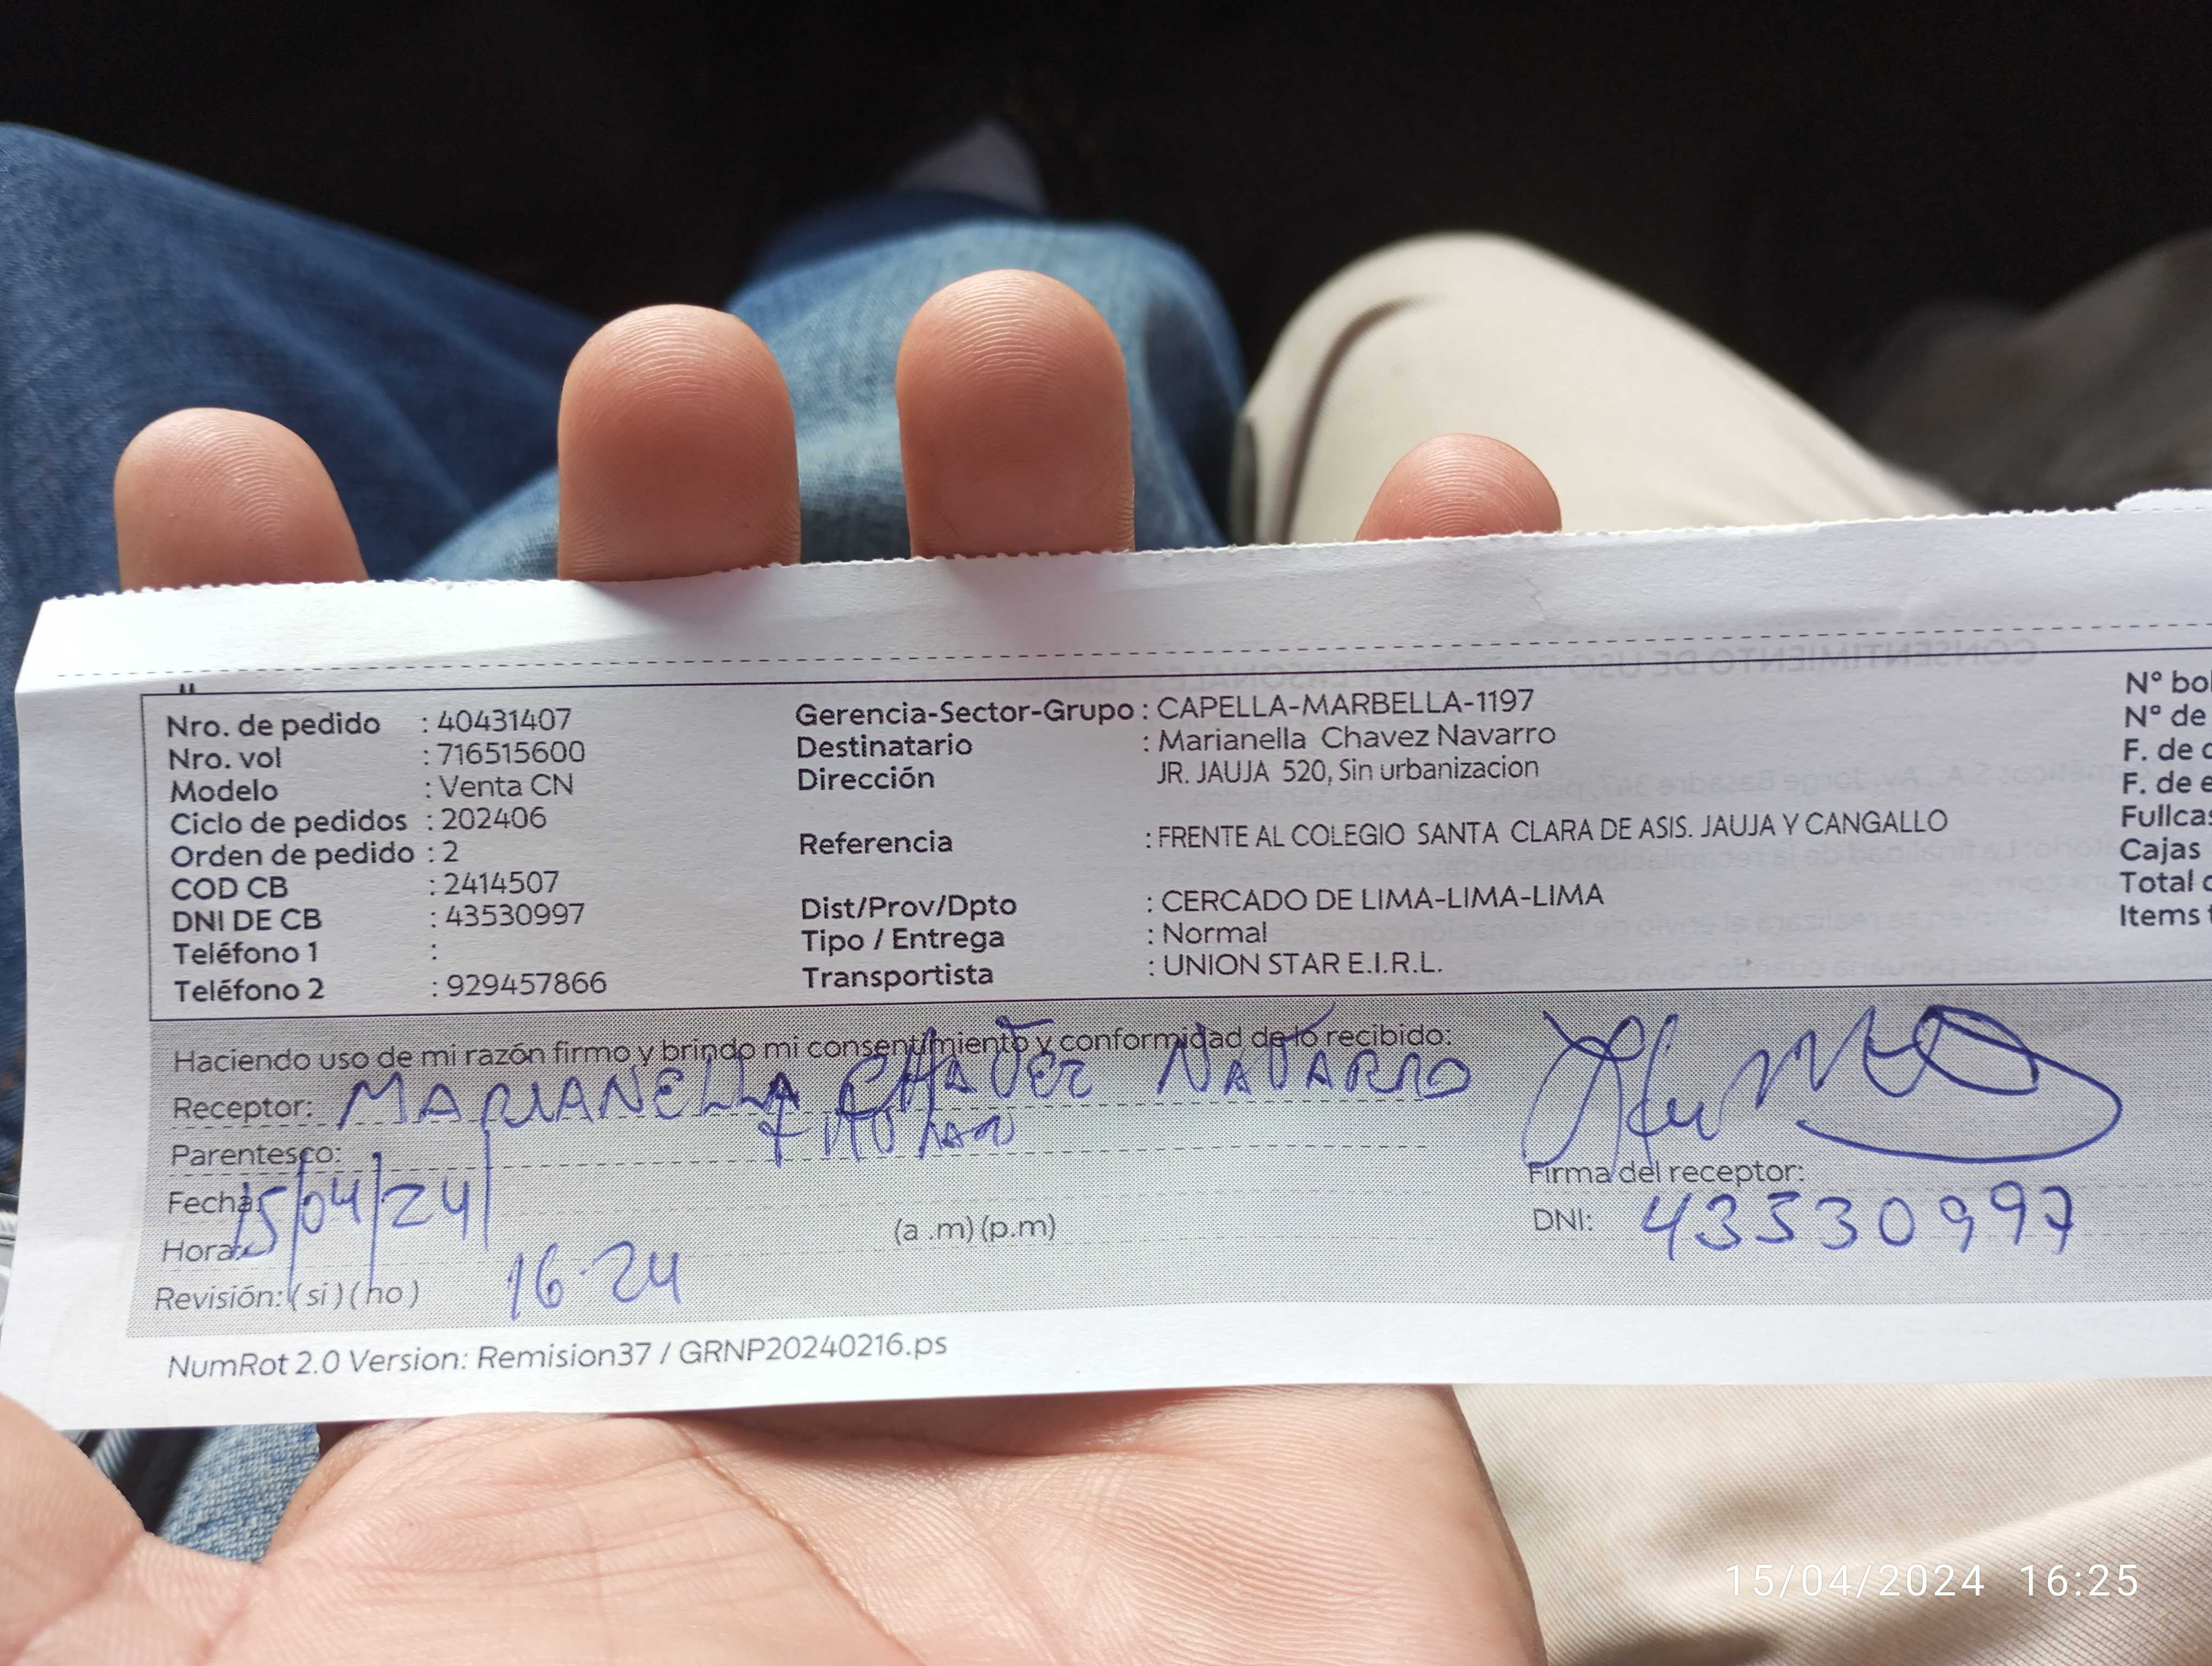 Nro. de pedido : 40431407
Nro. vol : 716515600
Modelo : Venta CN
Ciclo de pedidos : 202406
Orden de pedido : 2
COD CB : 2414507
DNI DE CB : 43530997
Teléfono 1 :
Teléfono 2 : 929457866
Gerencia-Sector-Grupo : CAPELLA-MARBELLA-1197
Destinatario : Marianella Chavez Navarro
Dirección JR. JAUJA 520, Sin urbanizacion
Referencia : FRENTE AL COLEGIO SANTA CLARA DE ASIS. JAUJA Y CANGALLO
Dist/Prov/Dpto : CERCADO DE LIMA-LIMA-LIMA
Tipo / Entrega : Normal
Transportista : UNION STAR E.I.R.L.
N° bol
N° de
F. de
F. de e
Fullcas
Cajas
Total
Items
Haciendo uso de mi razón firmo y brindo mi consentimiento y conformidad de lo recibido:
Receptor: MARIANELLA CHAVEZ NAVARRO
Parentesco: TITULAR
Fecha 15/04/24
Hora: (a .m) (p.m)
Revisión: ( si ) ( no ) 16:24
Firma del receptor:
DNI: 43530997
NumRot 2.0 Version: Remision37 / GRNP20240216.ps
15/04/2024 16:25